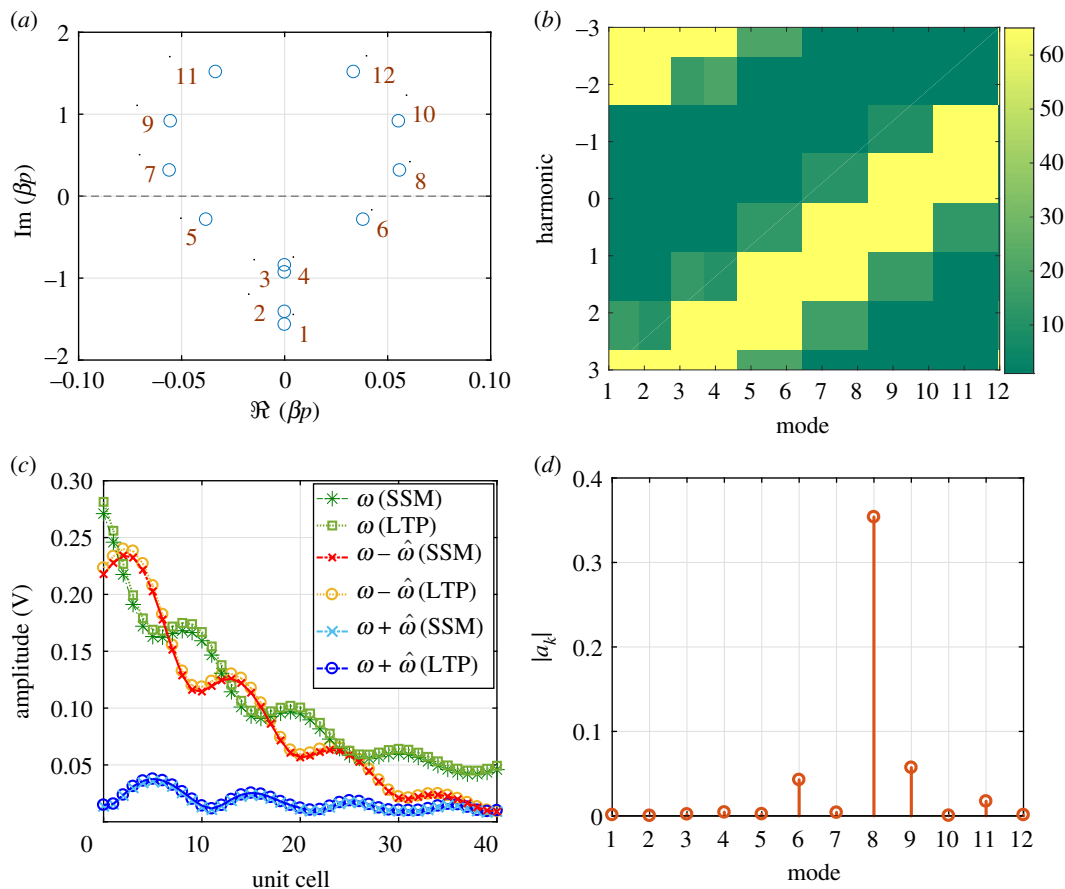 (a)
2
1
0
−1
−2
Im (βp)
−0.10
−0.05
0
0.05
0.10
ℜ (βp)
11
12
9
10
7
8
5
6
3
4
2
1
(b)
−3
−2
−1
0
1
2
3
harmonic
1 2 3 4 5 6 7 8 9 10 11 12
mode
60
50
40
30
20
10
(c)
0.30
0.25
0.20
0.15
0.10
0.05
amplitude (V)
0
10
20
30
40
unit cell
ω (SSM)
ω (LTP)
ω − ω̂ (SSM)
ω − ω̂ (LTP)
ω + ω̂ (SSM)
ω + ω̂ (LTP)
(d)
0.4
0.3
0.2
0.1
0
|aₖ|
1 2 3 4 5 6 7 8 9 10 11 12
mode